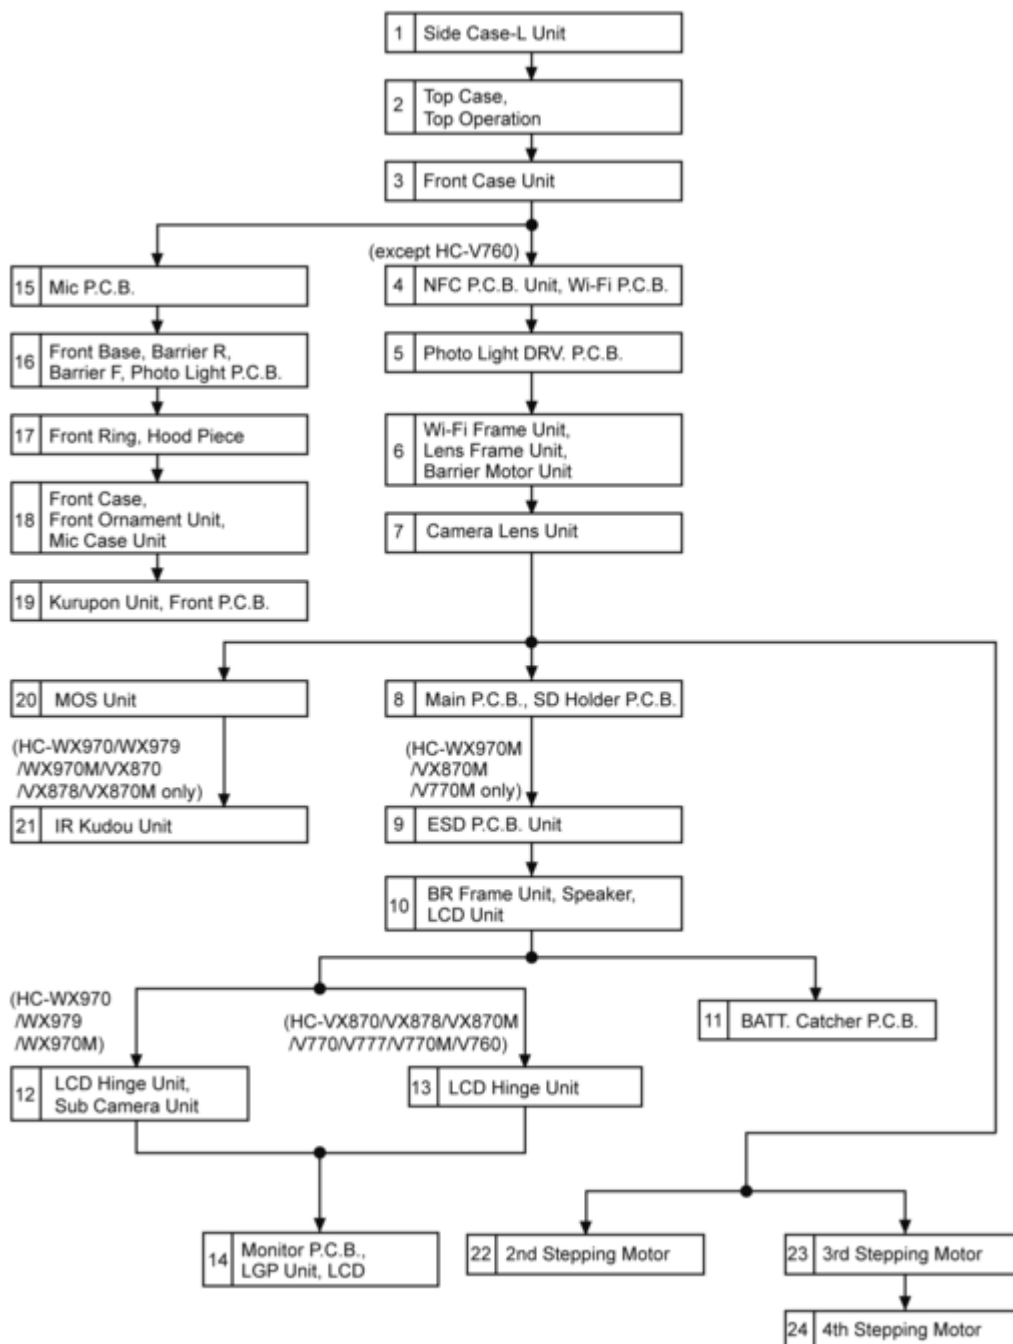 1 Side Case-L Unit
2 Top Case,
Top Operation
3 Front Case Unit
(except HC-V760)
15 Mic P.C.B.
4 NFC P.C.B. Unit, Wi-Fi P.C.B.
16 Front Base, Barrier R,
Barrier F, Photo Light P.C.B.
5 Photo Light DRV. P.C.B.
17 Front Ring, Hood Piece
6 Wi-Fi Frame Unit,
Lens Frame Unit,
Barrier Motor Unit
18 Front Case,
Front Ornament Unit,
Mic Case Unit
7 Camera Lens Unit
19 Kurupon Unit, Front P.C.B.
20 MOS Unit
8 Main P.C.B., SD Holder P.C.B.
(HC-WX970/WX979
/WX970M/VX870
/VX878/VX870M only)
(HC-WX970M
/VX870M
/V770M only)
21 IR Kudou Unit
9 ESD P.C.B. Unit
10 BR Frame Unit, Speaker,
LCD Unit
(HC-WX970
/WX979
/WX970M)
(HC-VX870/VX878/VX870M
/V770/V777/V770M/V760)
11 BATT. Catcher P.C.B.
12 LCD Hinge Unit,
Sub Camera Unit
13 LCD Hinge Unit
14 Monitor P.C.B.,
LGP Unit, LCD
22 2nd Stepping Motor
23 3rd Stepping Motor
24 4th Stepping Motor